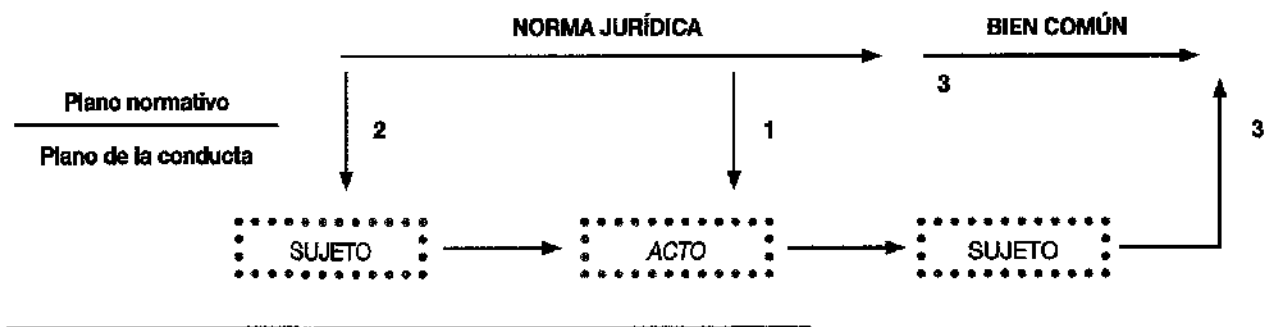 NORMA JURÍDICA
BIEN COMÚN
3
Plano normativo
2
1
3
Plano de la conducta
SUJETO
ACTO
SUJETO